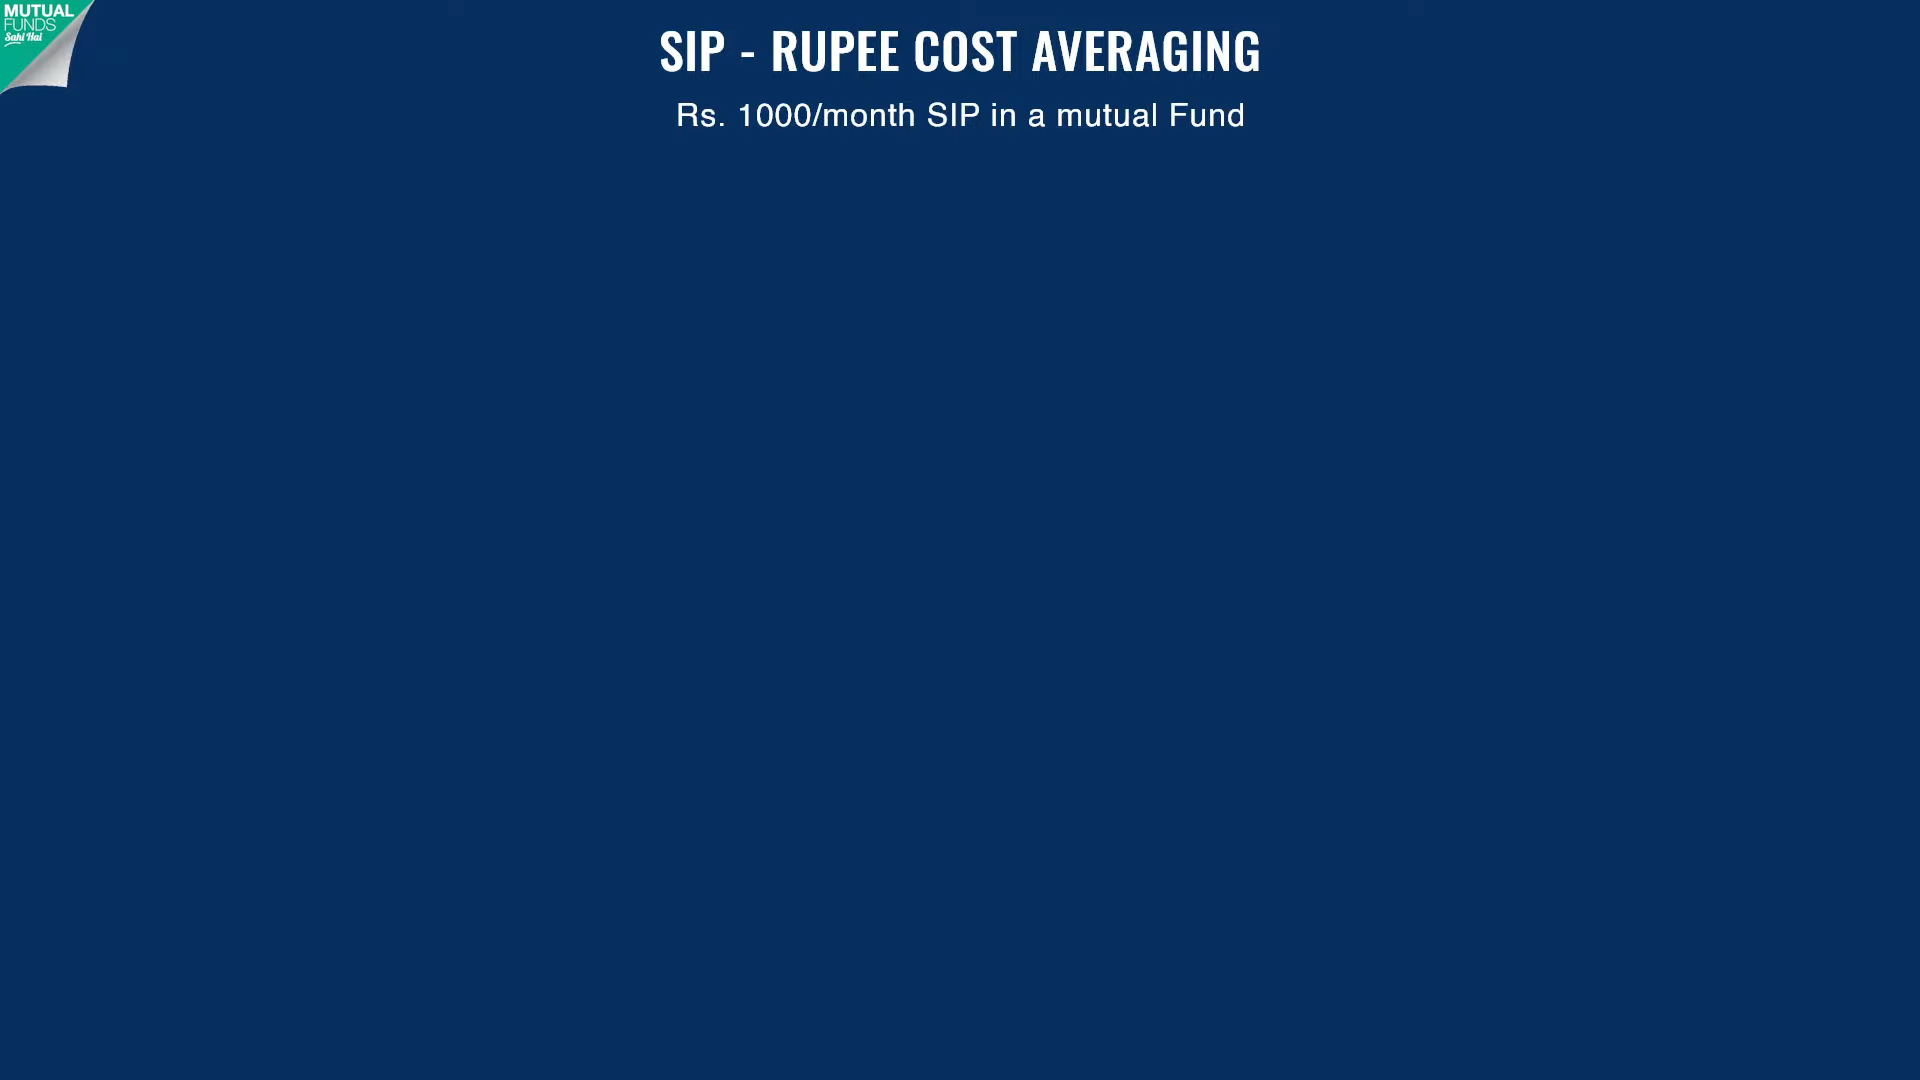 MUTUAL
FUNDS
Sahi Hai
SIP - RUPEE COST AVERAGING
Rs. 1000/month SIP in a mutual Fund